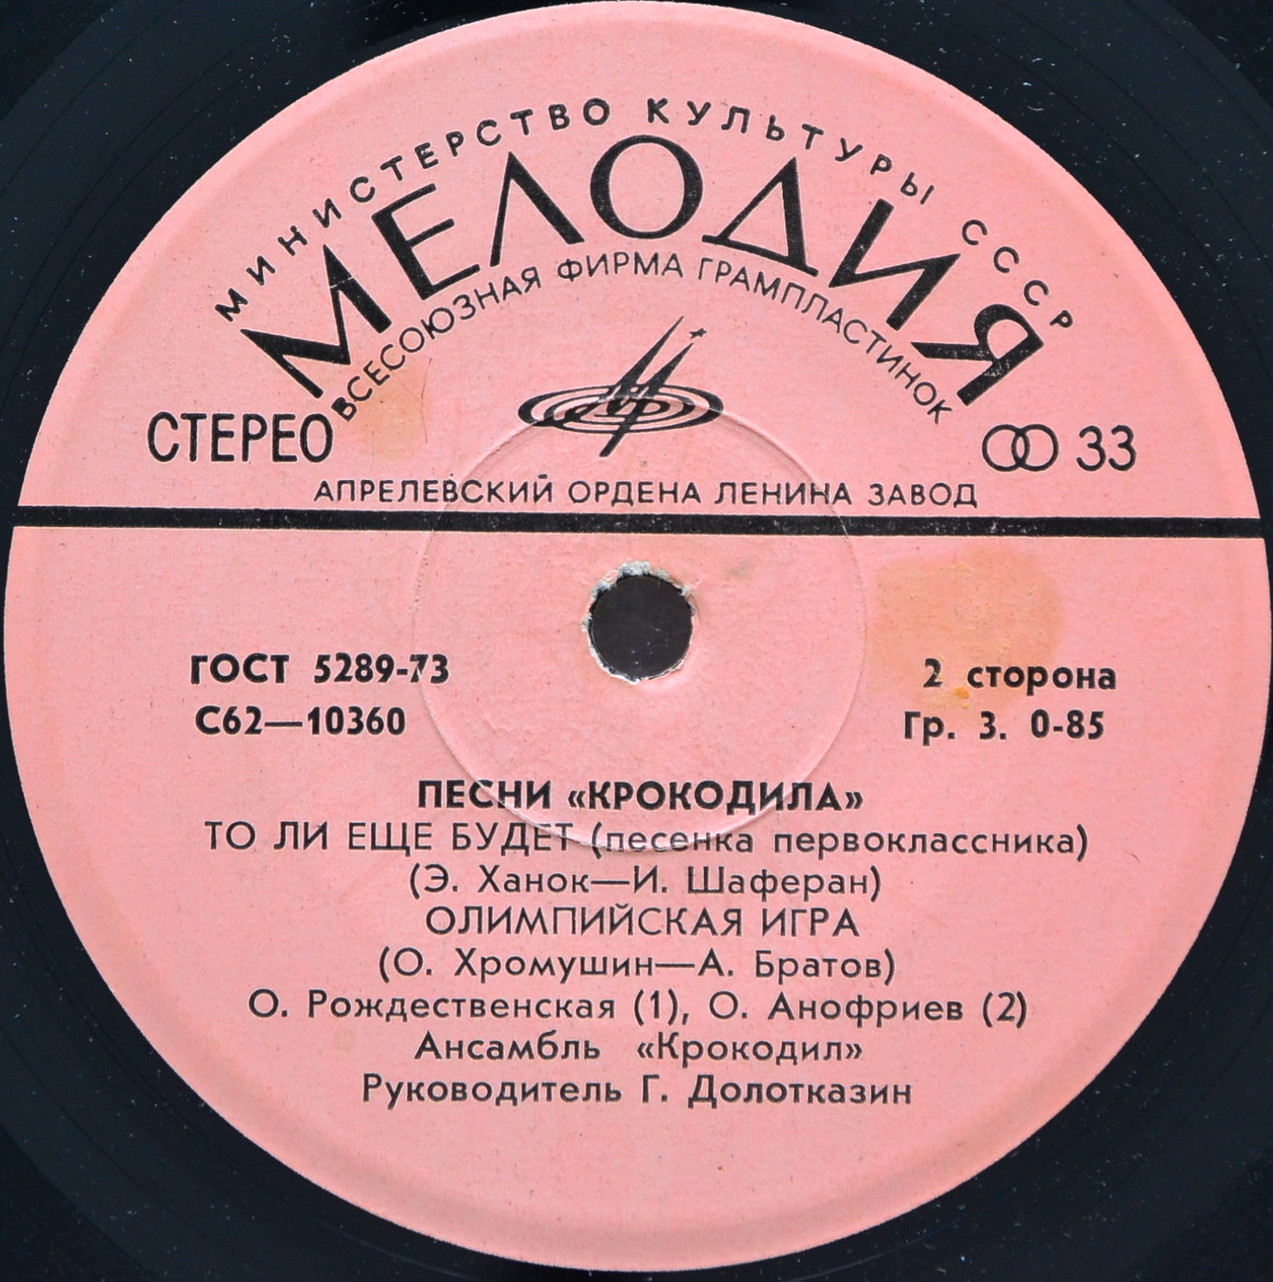 МИНИСТЕРСТВО КУЛЬТУРЫ СССР
МЕЛОДИЯ
ВСЕСОЮЗНАЯ ФИРМА ГРАМПЛАСТИНОК
СТЕРЕО
33
АПРЕЛЕВСКИЙ ОРДЕНА ЛЕНИНА ЗАВОД
ГОСТ 5289-73
2 сторона
С62—10360
Гр. 3. 0-85
ПЕСНИ «КРОКОДИЛА»
ТО ЛИ ЕЩЕ БУДЕТ (песенка первоклассника)
(Э. Ханок—И. Шаферан)
ОЛИМПИЙСКАЯ ИГРА
(О. Хромушин—А. Братов)
О. Рождественская (1), О. Анофриев (2)
Ансамбль «Крокодил»
Руководитель Г. Долотказин